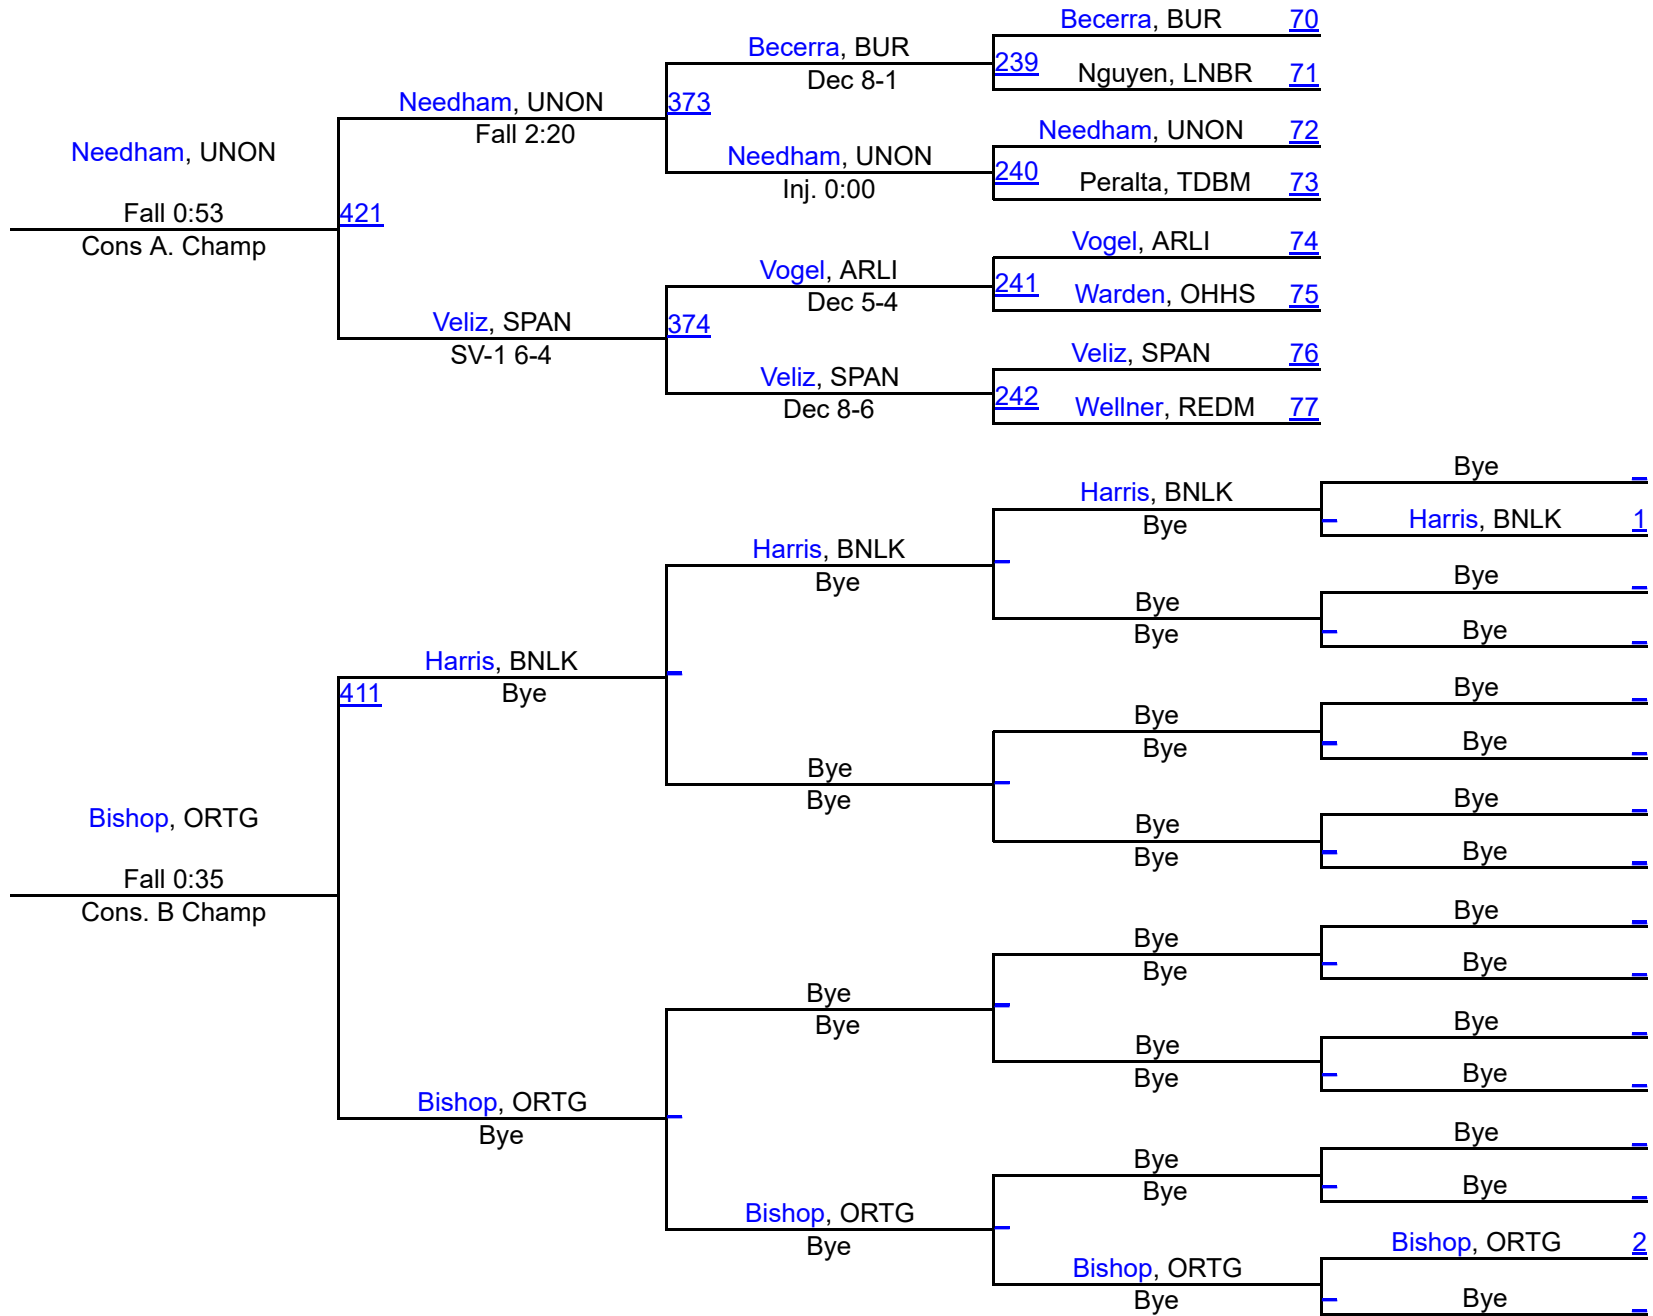 Becerra, BUR 70
Becerra, BUR
239
Nguyen, LNBR 71
Dec 8-1
Needham, UNON
373
Fall 2:20
Needham, UNON 72
Needham, UNON
Needham, UNON
240
Peralta, TDBM 73
Inj. 0:00
Fall 0:53
421
Cons A. Champ
Vogel, ARLI 74
Vogel, ARLI
241
Warden, OHHS 75
Dec 5-4
Veliz, SPAN
374
SV-1 6-4
Veliz, SPAN 76
Veliz, SPAN
242
Wellner, REDM 77
Dec 8-6
Bye
Harris, BNLK
Harris, BNLK 1
Bye
Harris, BNLK
Bye
Bye
Bye
Bye
Bye
Harris, BNLK
411
Bye
Bye
Bye
Bye
Bye
Bye
Bye
Bye
Bye
Bye
Bye
Bishop, ORTG
Fall 0:35
Cons. B Champ
Bye
Bye
Bye
Bye
Bye
Bye
Bye
Bye
Bye
Bye
Bishop, ORTG
Bye
Bye
Bye
Bye
Bye
Bishop, ORTG
Bye
Bishop, ORTG 2
Bishop, ORTG
Bye
Bye